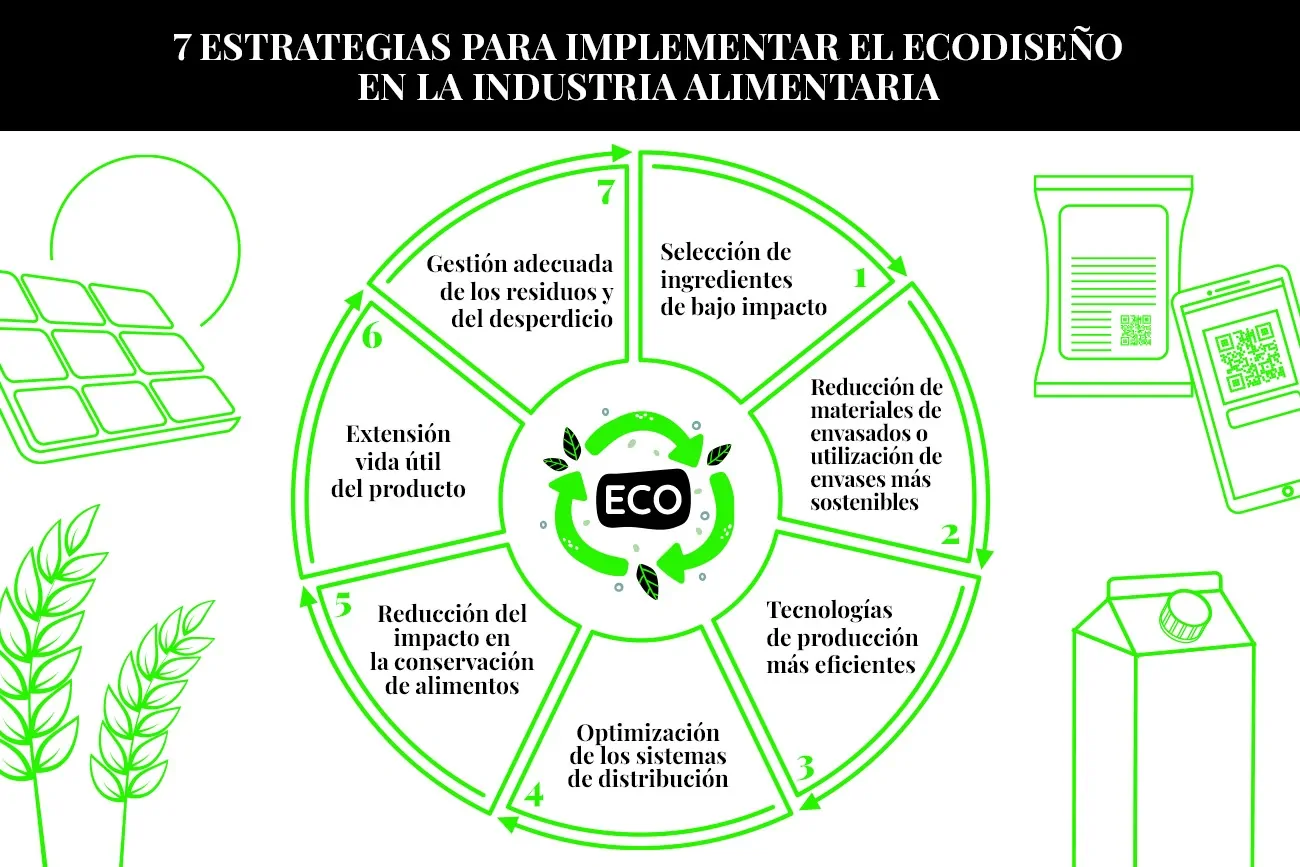 7 ESTRATEGIAS PARA IMPLEMENTAR EL ECODISEÑO
EN LA INDUSTRIA ALIMENTARIA
1
Selección de
ingredientes
de bajo impacto
2
Reducción de
materiales de
envasados o
utilización de
envases más
sostenibles
3
Tecnologías
de producción
más eficientes
4
Optimización
de los sistemas
de distribución
5
Reducción del
impacto en
la conservación
de alimentos
6
Extensión
vida útil
del producto
7
Gestión adecuada
de los residuos y
del desperdicio
ECO